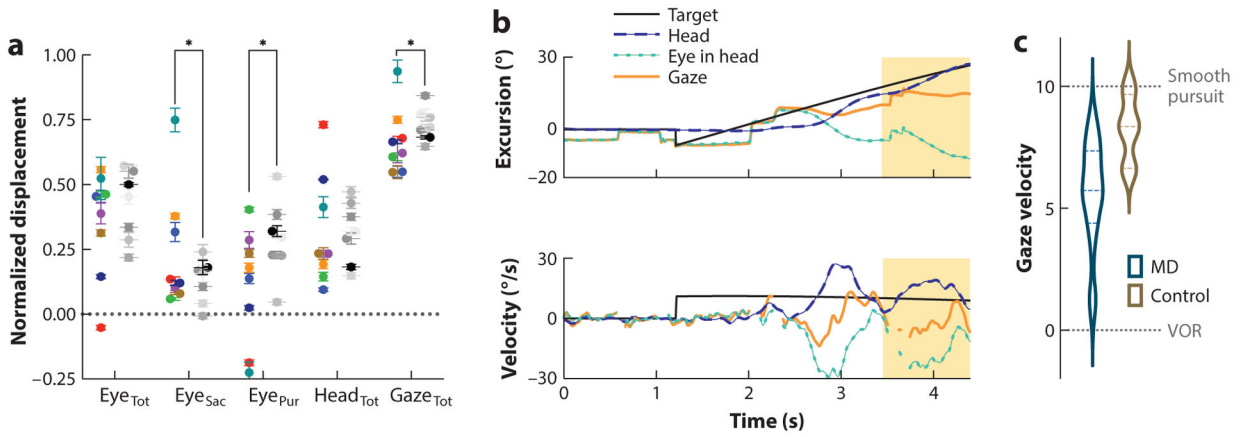 a
Normalized displacement
1.00
0.75
0.50
0.25
0.00
−0.25
*
*
*
EyeTot
EyeSac
EyePur
HeadTot
GazeTot
b
Target
Head
Eye in head
Gaze
Excursion (°)
30
0
−20
Velocity (°/s)
30
0
−30
0
1
2
3
4
Time (s)
c
Gaze velocity
10
5
0
Smooth
pursuit
MD
Control
VOR